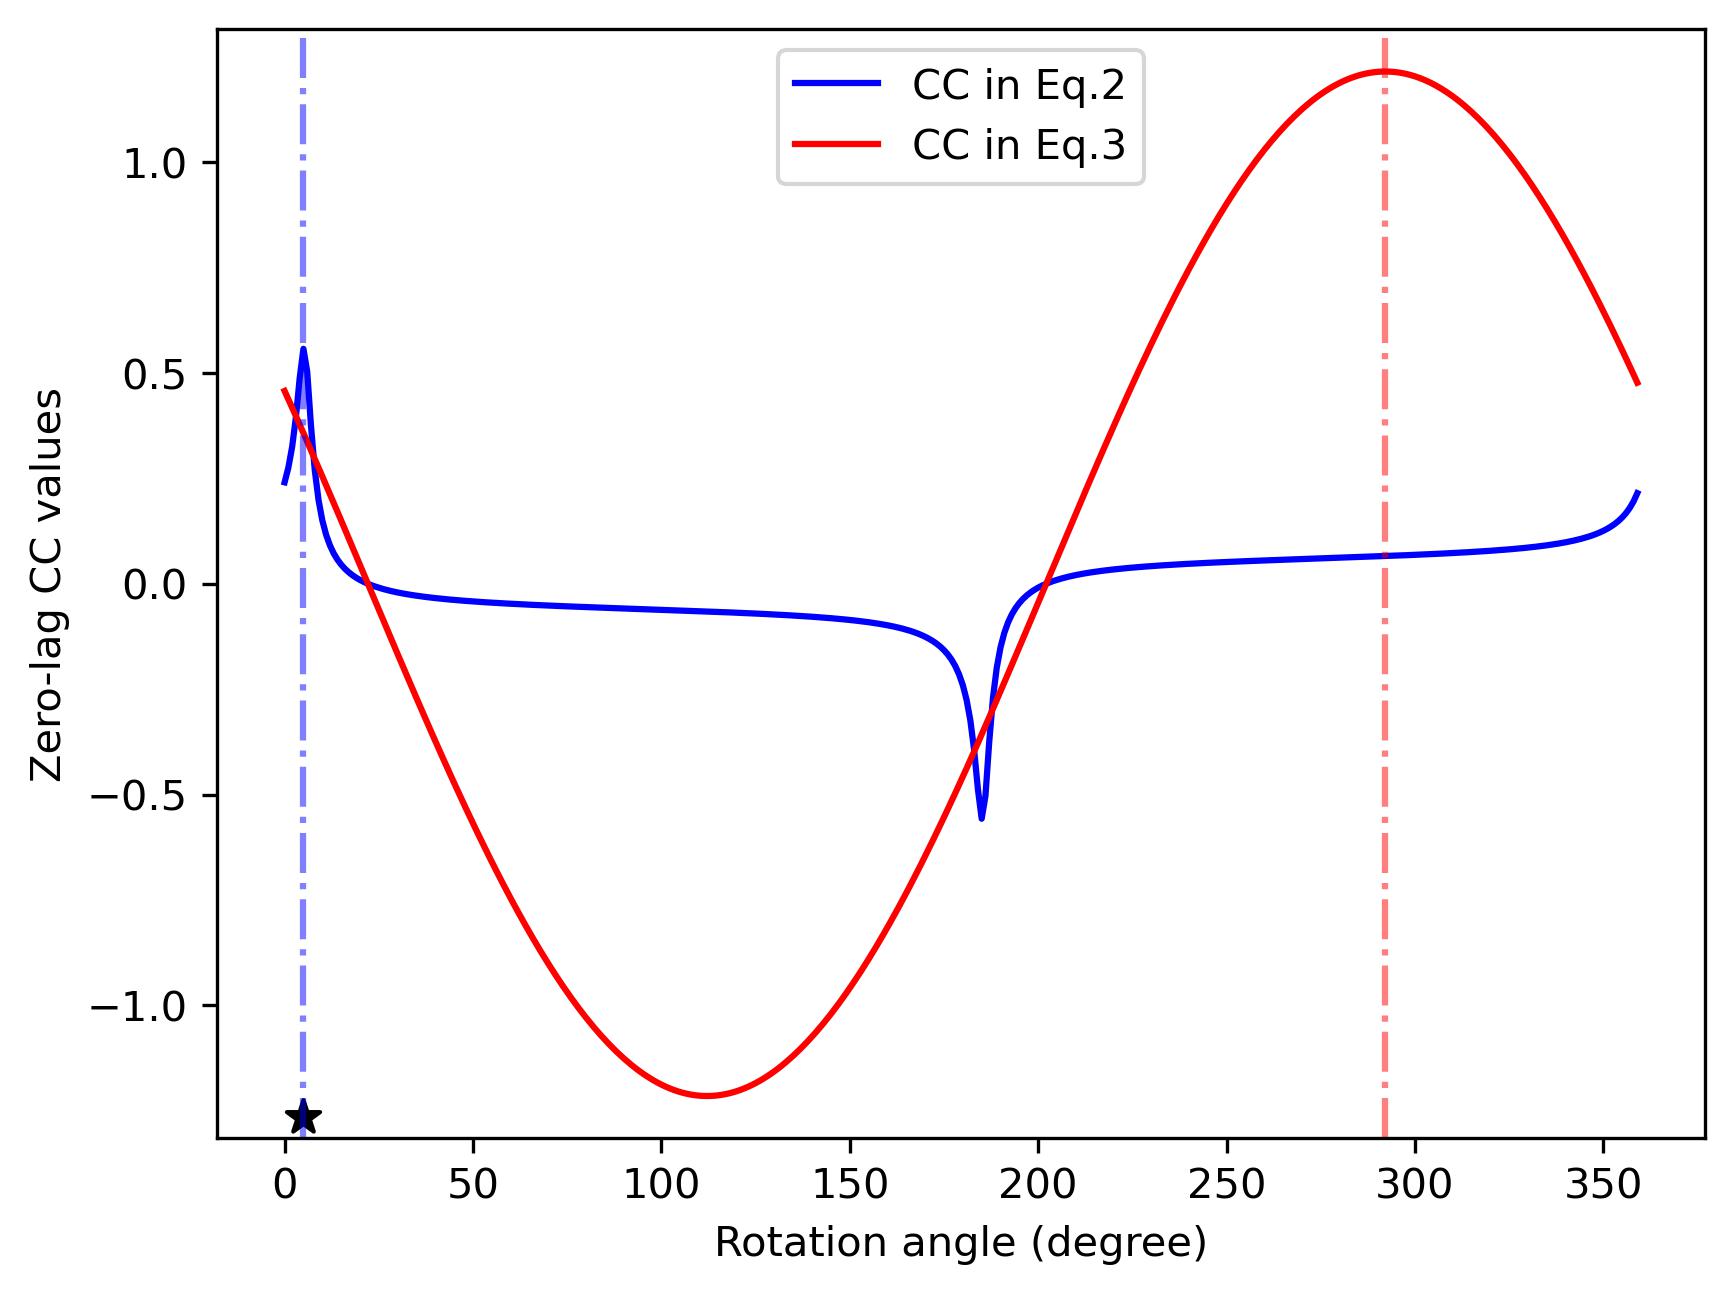 CC in Eq.2
CC in Eq.3
Zero-lag CC values
1.0
0.5
0.0
−0.5
−1.0
0 50 100 150 200 250 300 350
Rotation angle (degree)